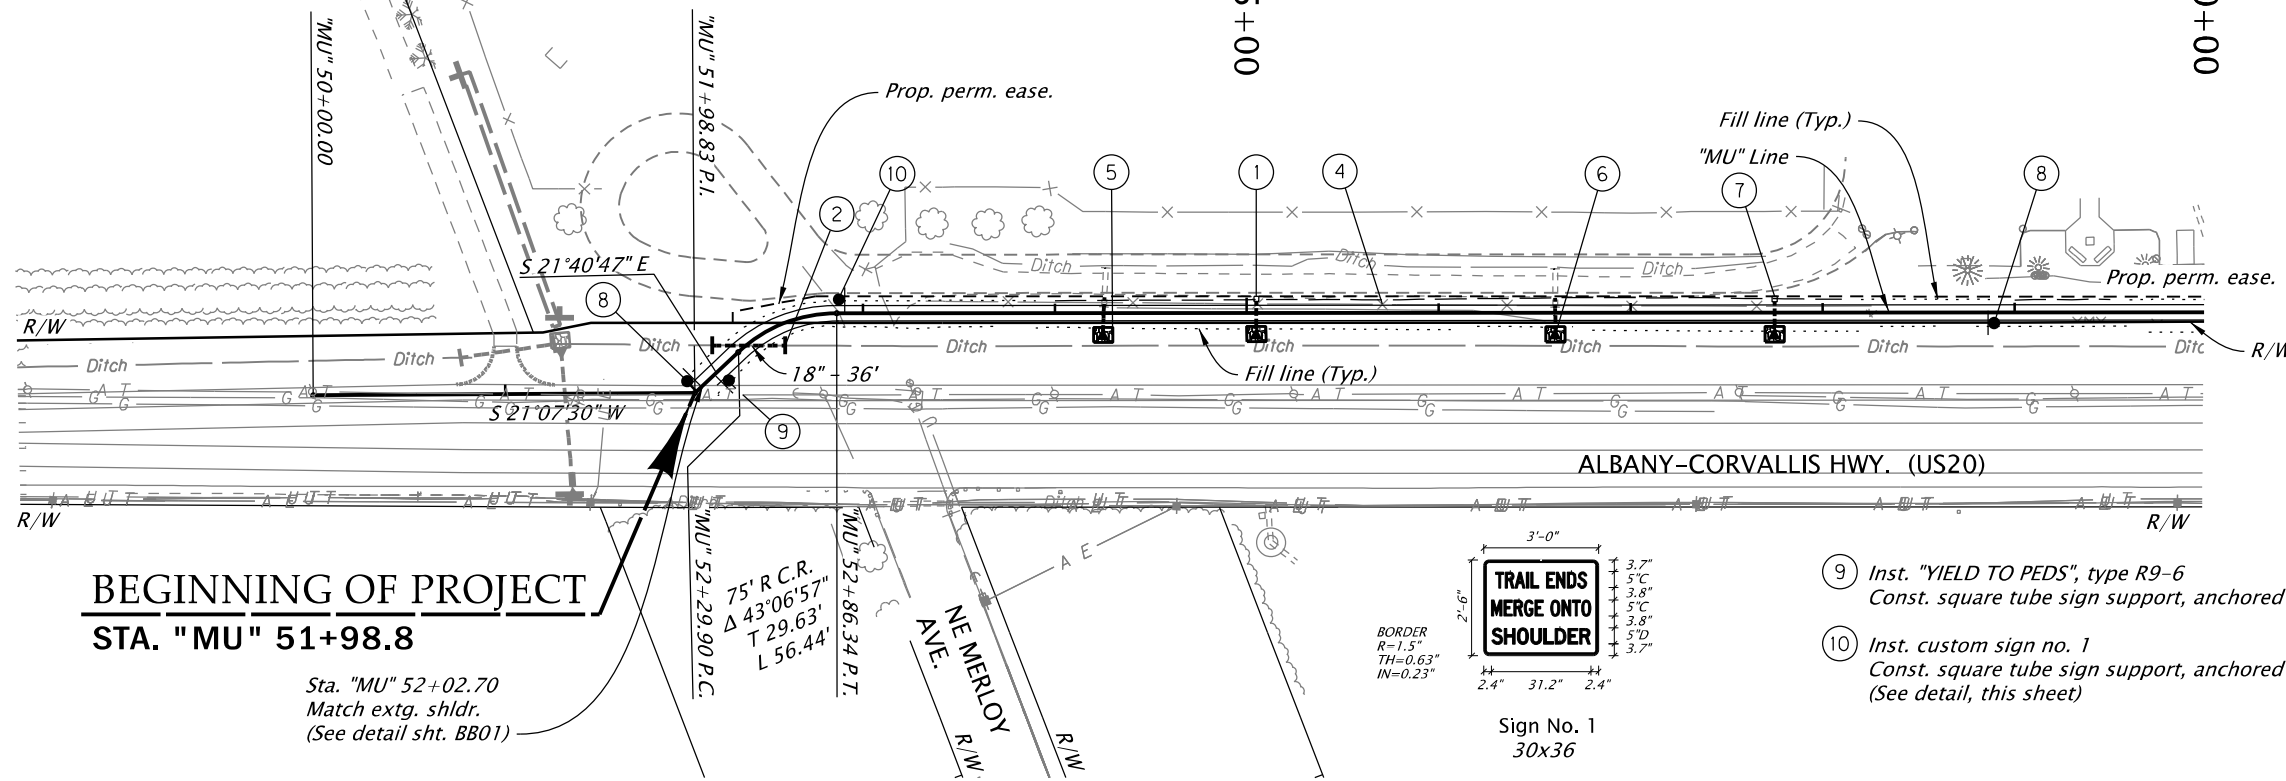 "MU" 50+00.00
"MU" 51+98.83 P.I.
+00
+00
Prop. perm. ease.
Fill line (Typ.)
"MU" Line
10
2
5
1
4
6
7
8
Ditch
Ditch
Ditch
S 21°40'47" E
8
Prop. perm. ease.
R/W
Ditch
Ditch
Ditch
Ditch
Ditch
Ditch
Ditch
R/W
18" - 36'
Fill line (Typ.)
S 21°07'30" W
9
ALBANY-CORVALLIS HWY. (US20)
R/W
R/W
BEGINNING OF PROJECT
STA. "MU" 51+98.8
Sta. "MU" 52+02.70
Match extg. shldr.
(See detail sht. BB01)
"MU" 52+29.90 P.C.
75' R C.R.
Δ 43°06'57"
T 29.63'
L 56.44'
"MU" 52+86.34 P.T.
NE MERLOY
AVE.
R/W
R/W
A E
3'-0"
2'-6"
TRAIL ENDS
MERGE ONTO
SHOULDER
3.7"
5"C
3.8"
5"C
3.8"
5"D
3.7"
BORDER
R=1.5"
TH=0.63"
IN=0.23"
2.4" 31.2" 2.4"
Sign No. 1
30x36
9 Inst. "YIELD TO PEDS", type R9-6
Const. square tube sign support, anchored
10 Inst. custom sign no. 1
Const. square tube sign support, anchored
(See detail, this sheet)